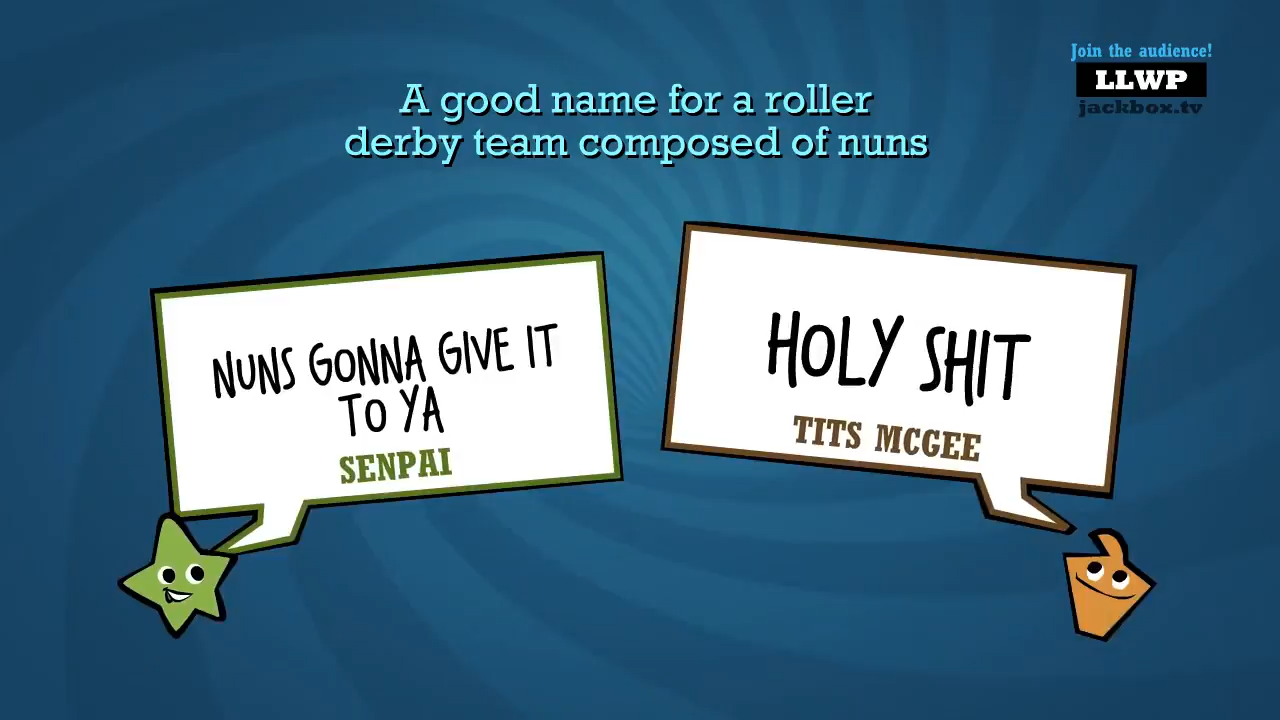 Join the audience!
LLWP
jackbox.tv
A good name for a roller
derby team composed of nuns
NUNS GONNA GIVE IT
TO YA
SENPAI
HOLY SHIT
TITS MCGEE